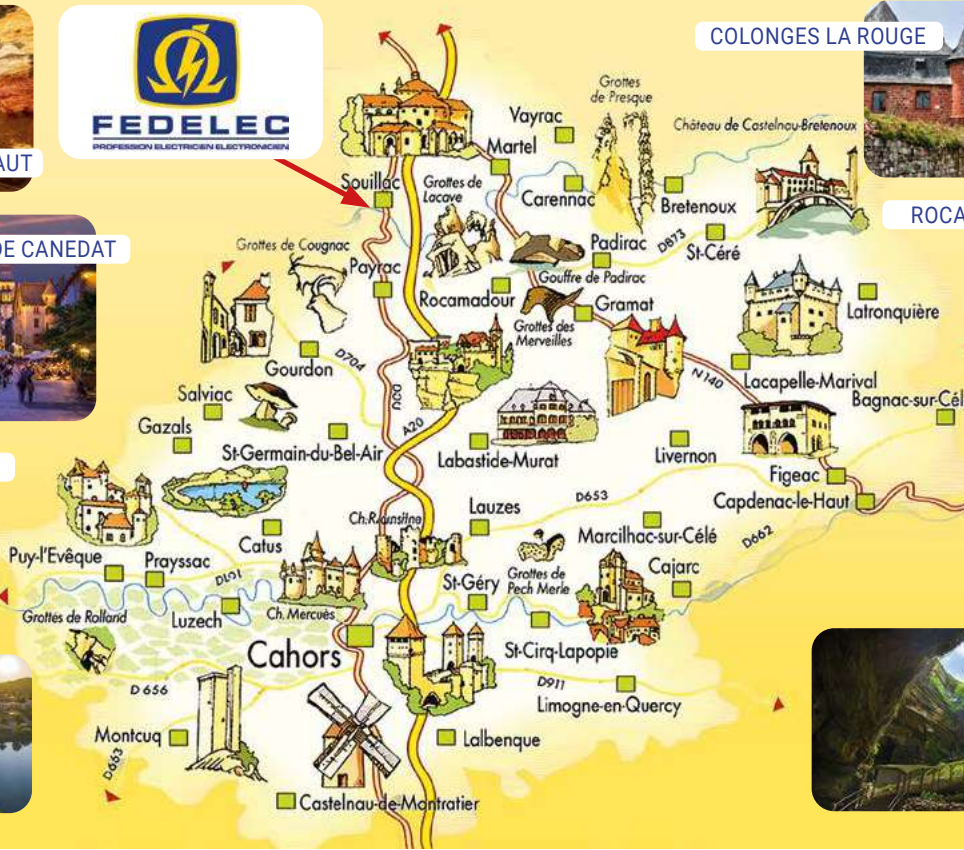 FEDELEC
PROFESSION ELECTRICIEN ELECTRONICIEN
COLONGES LA ROUGE
AUT
DE CANEDAT
ROCA
Grottes
de Presque
Vayrac
Château de Castelnau-Bretenoux
Martel
Souillac
Grottes de
Lacave
Carennac
Bretenoux
Grottes de Cougnac
Padirac
D873
St-Céré
Payrac
Gouffre de Padirac
Rocamadour
Gramat
Latronquière
Grottes des
Merveilles
D704
Gourdon
N140
Lacapelle-Marival
Salviac
Bagnac-sur-Cél
A20
Gazals
St-Germain-du-Bel-Air
Labastide-Murat
Livernon
Figeac
D653
Capdenac-le-Haut
Lauzes
Marcilhac-sur-Célé
D662
Catus
Puy-l'Evêque
Prayssac
St-Géry
Grottes de
Pech Merle
Cajarc
Grottes de Rolland
Luzech
Ch. Mercuès
Cahors
St-Cirq-Lapopie
D 656
D911
Limogne-en-Quercy
Montcuq
Lalbenque
D663
Castelnau-de-Montratier